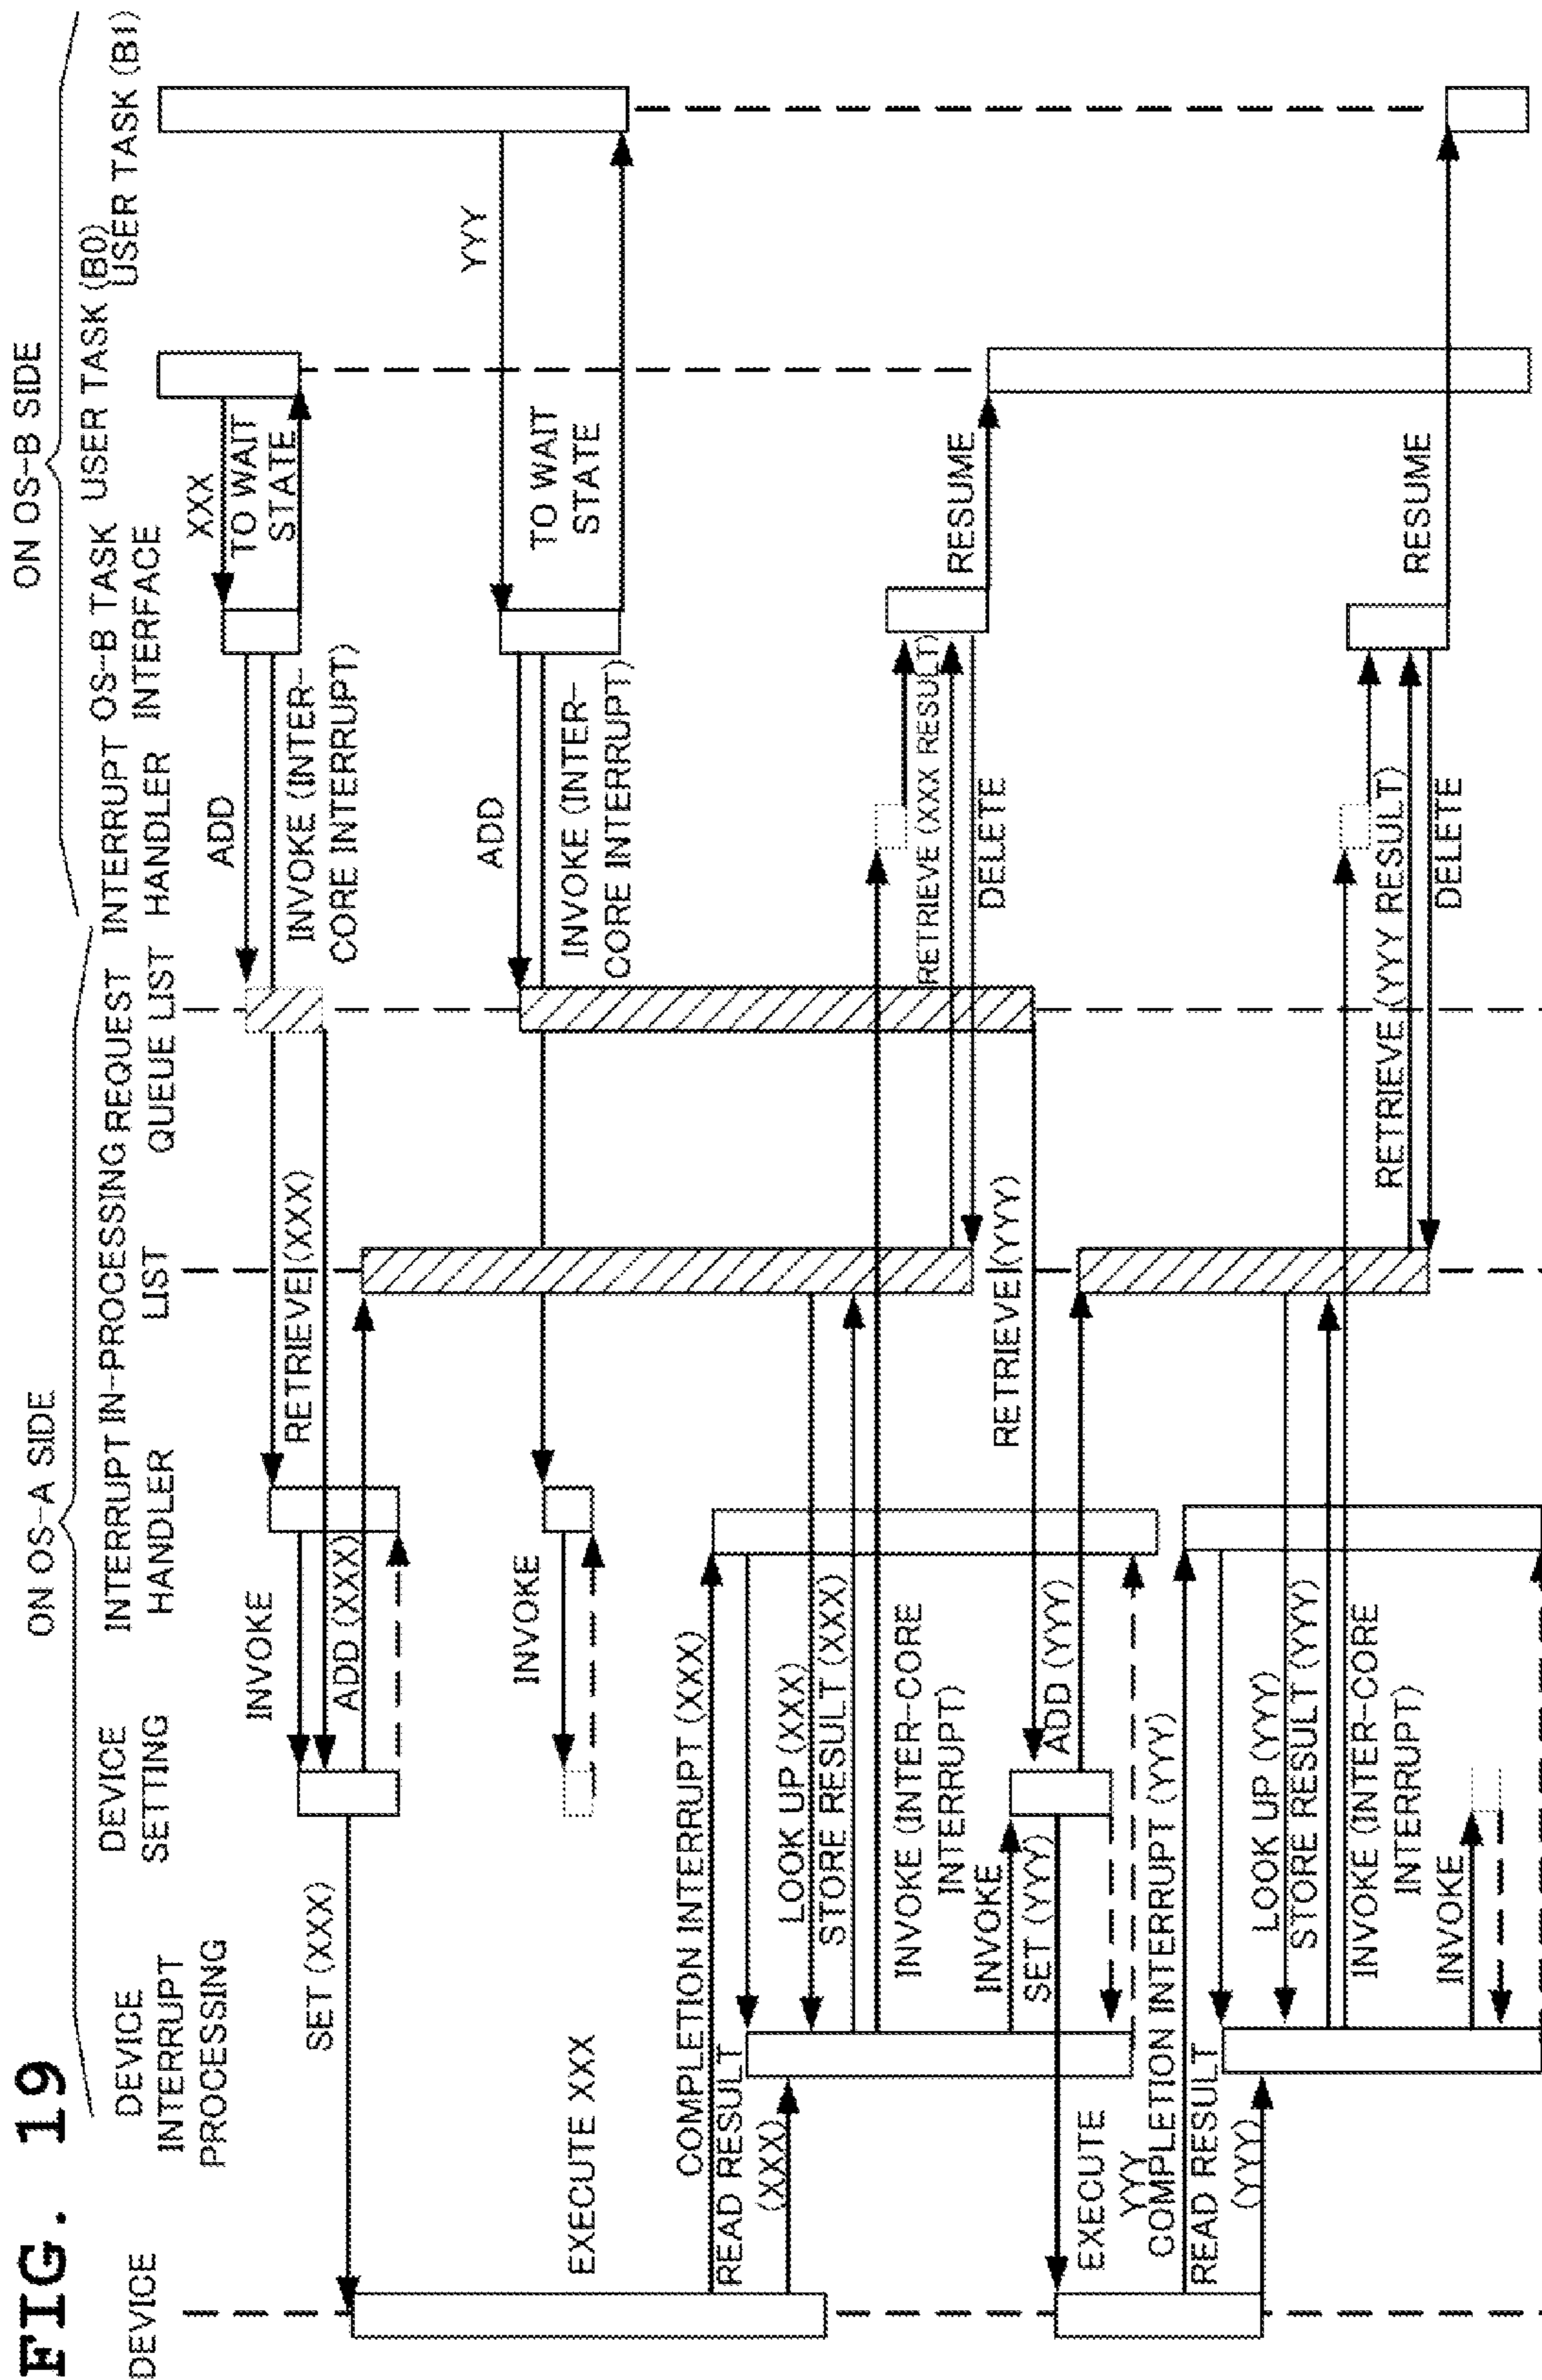 FIG. 19
ON OS-A SIDE
ON OS-B SIDE
DEVICE
DEVICE
INTERRUPT
PROCESSING
DEVICE
SETTING
INTERRUPT
HANDLER
IN-PROCESSING
LIST
REQUEST
QUEUE LIST
INTERRUPT
HANDLER
OS-B TASK
INTERFACE
USER TASK (B0)
USER TASK (B1)
XXX
TO WAIT
STATE
ADD
INVOKE (INTER-
CORE INTERRUPT)
INVOKE
RETRIEVE (XXX)
ADD (XXX)
SET (XXX)
YYY
TO WAIT
STATE
ADD
INVOKE (INTER-
CORE INTERRUPT)
INVOKE
EXECUTE XXX
COMPLETION INTERRUPT (XXX)
READ RESULT
(XXX)
LOOK UP (XXX)
STORE RESULT (XXX)
INVOKE (INTER-CORE
INTERRUPT)
RETRIEVE (XXX RESULT)
DELETE
RESUME
INVOKE
RETRIEVE (YYY)
SET (YYY)
ADD (YYY)
EXECUTE
YYY
COMPLETION INTERRUPT (YYY)
READ RESULT
(YYY)
LOOK UP (YYY)
STORE RESULT (YYY)
INVOKE (INTER-CORE
INTERRUPT)
RETRIEVE (YYY RESULT)
DELETE
RESUME
INVOKE